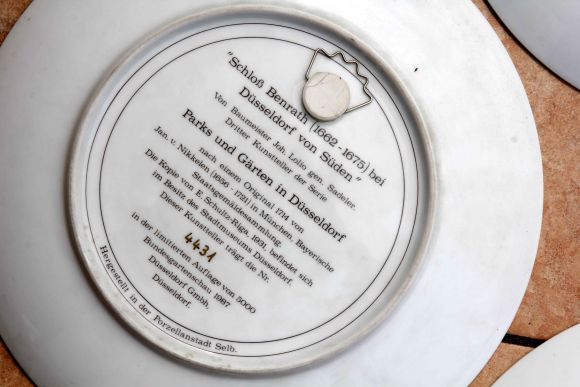 "Schloß Benrath (1662-1675) bei
Düsseldorf von Süden"
Von Baumeister Joh. Lolio gen. Sadeler.
Dritter Kunstteller der Serie
Parks und Gärten in Düsseldorf
nach einem Original 1714 von
Jan. v. Nikkelen (1656 - 1721) in München, Bayerische
Staatsgemäldesammlung
Die Kopie von E. Schultz-Riga, 1931, befindet sich
im Besitz des Stadtmuseums Düsseldorf.
Dieser Kunstteller trägt die Nr.
4431
in der limitierten Auflage von 5000
Bundesgartenschau 1987
Düsseldorf Gmbh,
Düsseldorf.
Hergestellt in der Porzellanstadt Selb.